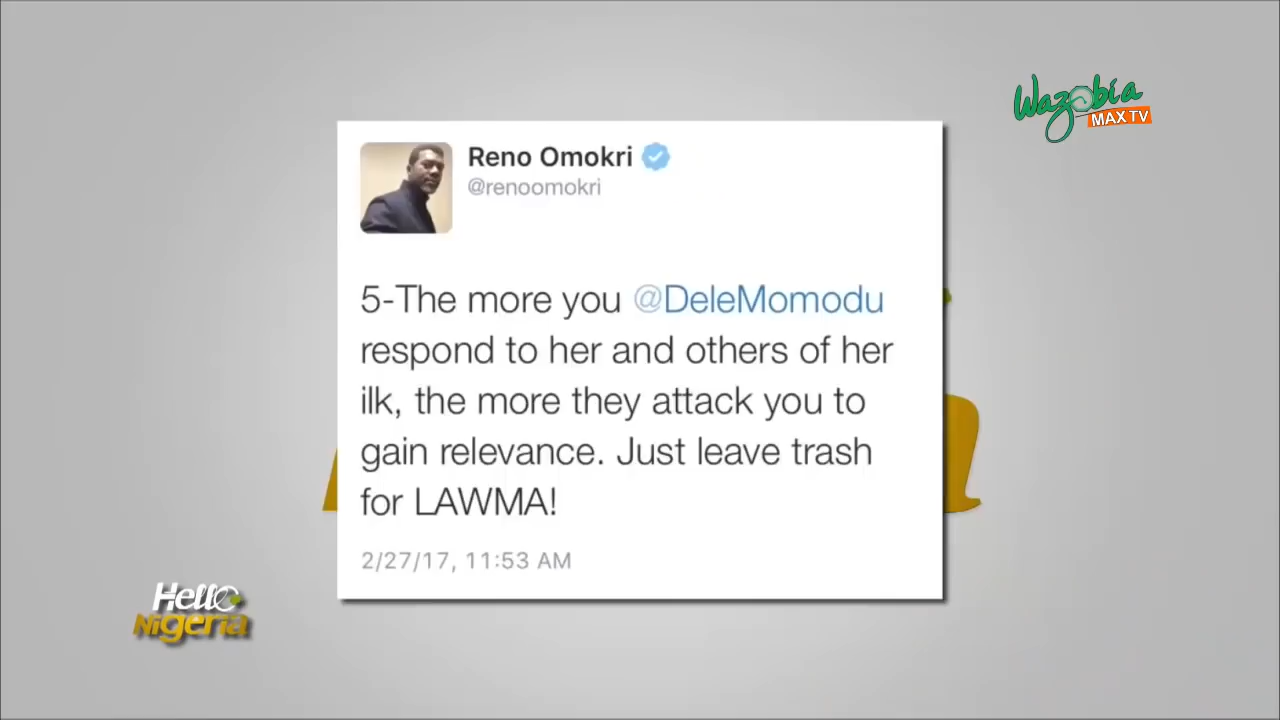 Wazobia
MAX TV
Reno Omokri
@renoomokri
5-The more you @DeleMomodu
respond to her and others of her
ilk, the more they attack you to
gain relevance. Just leave trash
for LAWMA!
2/27/17, 11:53 AM
Hello
Nigeria